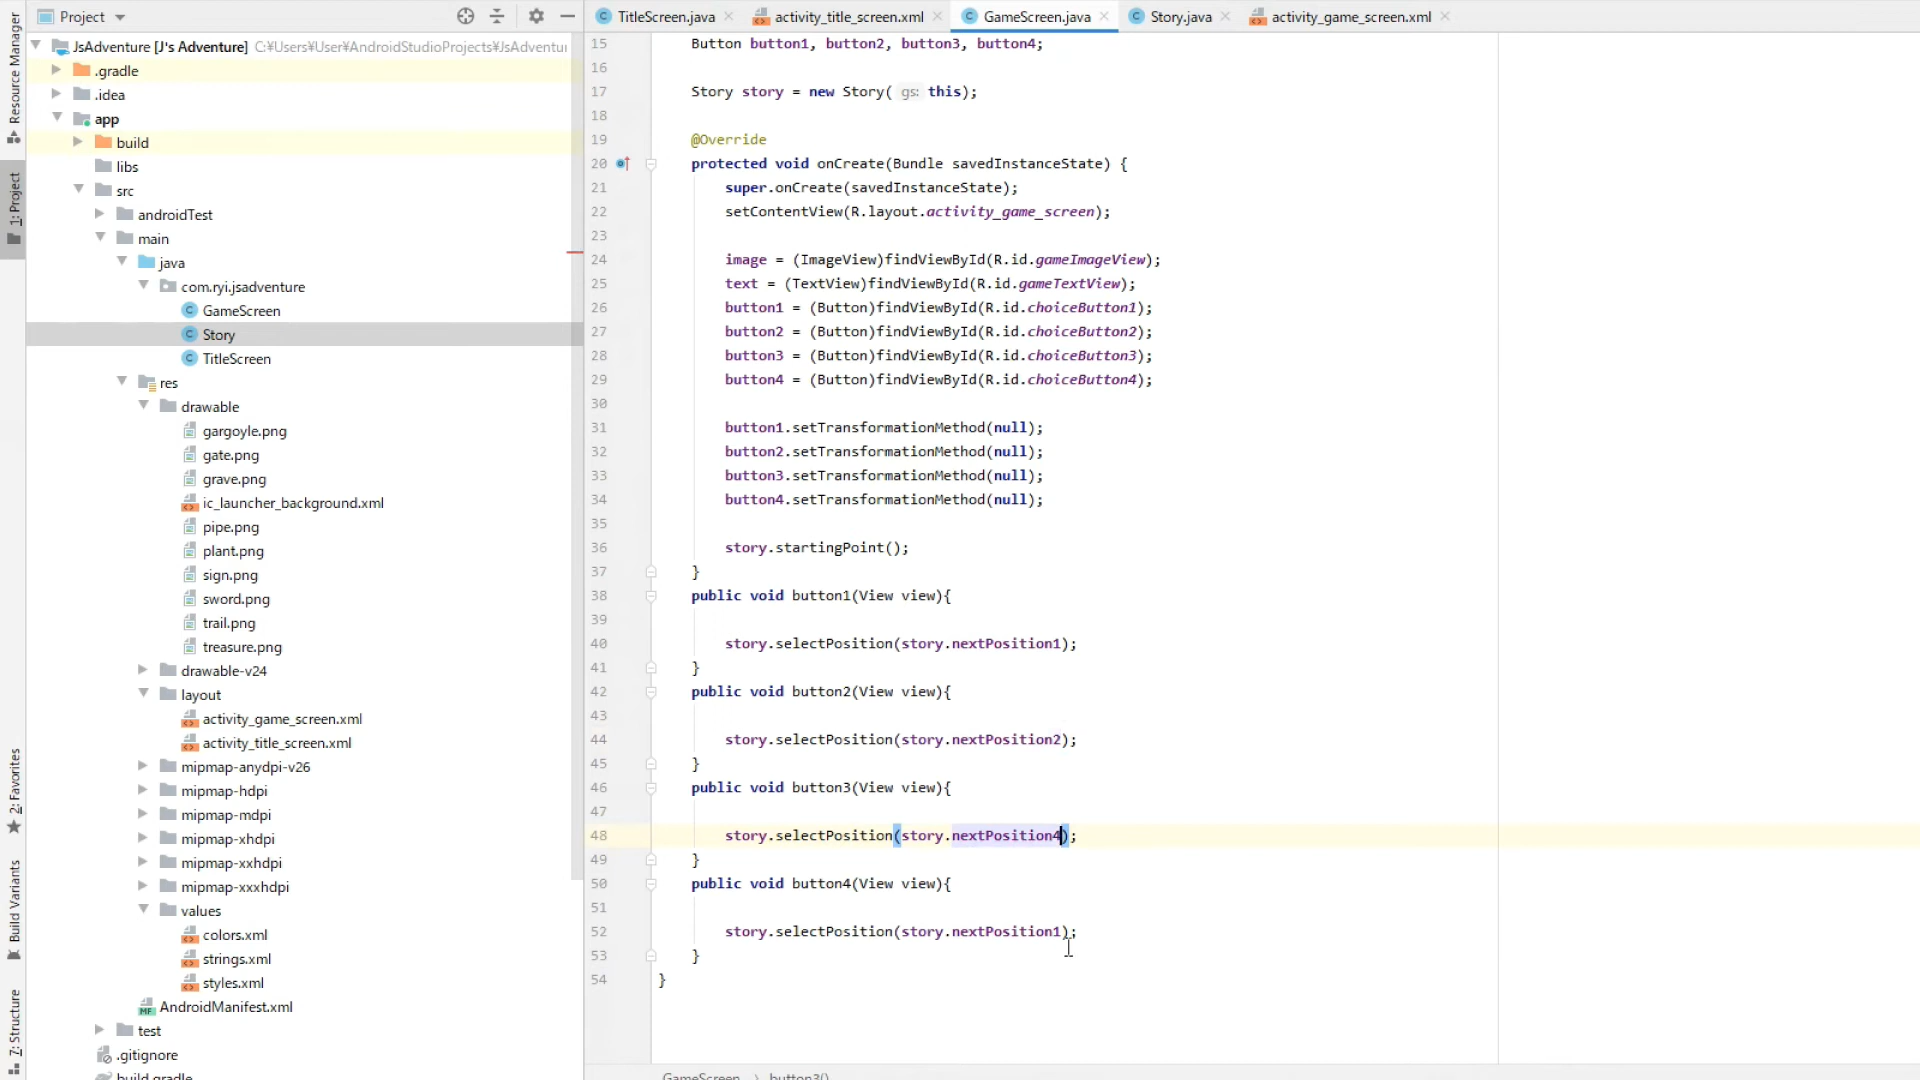 Project
TitleScreen.java
activity_title_screen.xml
GameScreen.java
Story.java
activity_game_screen.xml
Resource Manager
1: Project
2: Favorites
Build Variants
7: Structure
JsAdventure [J's Adventure] C:¥Users¥User¥AndroidStudioProjects¥JsAdventu
.gradle
.idea
app
build
libs
src
androidTest
main
java
com.ryi.jsadventure
GameScreen
Story
TitleScreen
res
drawable
gargoyle.png
gate.png
grave.png
ic_launcher_background.xml
pipe.png
plant.png
sign.png
sword.png
trail.png
treasure.png
drawable-v24
layout
activity_game_screen.xml
activity_title_screen.xml
mipmap-anydpi-v26
mipmap-hdpi
mipmap-mdpi
mipmap-xhdpi
mipmap-xxhdpi
mipmap-xxxhdpi
values
colors.xml
strings.xml
styles.xml
MF AndroidManifest.xml
test
.gitignore
build.gradle
15 Button button1, button2, button3, button4;
16
17 Story story = new Story( gs: this);
18
19 @Override
20 protected void onCreate(Bundle savedInstanceState) {
21 super.onCreate(savedInstanceState);
22 setContentView(R.layout.activity_game_screen);
23
24 image = (ImageView)findViewById(R.id.gameImageView);
25 text = (TextView)findViewById(R.id.gameTextView);
26 button1 = (Button)findViewById(R.id.choiceButton1);
27 button2 = (Button)findViewById(R.id.choiceButton2);
28 button3 = (Button)findViewById(R.id.choiceButton3);
29 button4 = (Button)findViewById(R.id.choiceButton4);
30
31 button1.setTransformationMethod(null);
32 button2.setTransformationMethod(null);
33 button3.setTransformationMethod(null);
34 button4.setTransformationMethod(null);
35
36 story.startingPoint();
37 }
38 public void button1(View view){
39
40 story.selectPosition(story.nextPosition1);
41 }
42 public void button2(View view){
43
44 story.selectPosition(story.nextPosition2);
45 }
46 public void button3(View view){
47
48 story.selectPosition(story.nextPosition4);
49 }
50 public void button4(View view){
51
52 story.selectPosition(story.nextPosition1);
53 }
54 }
GameScreen > button3()